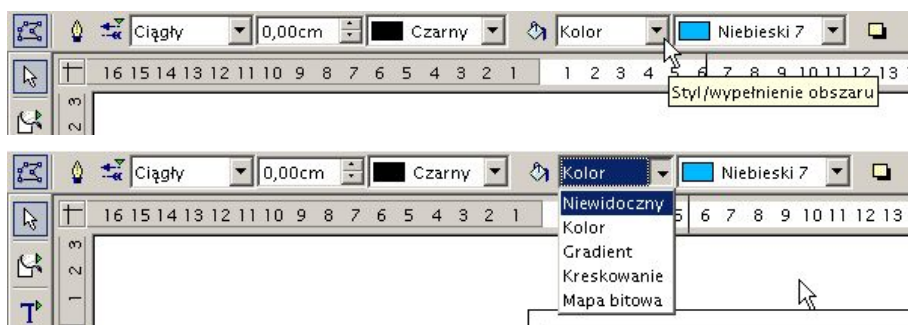 Ciągły 0,00cm Czarny Kolor Niebieski 7
16 15 14 13 12 11 10 9 8 7 6 5 4 3 2 1 1 2 3 4 5 6 7 8 9 10 11 12 13
Styl/wypełnienie obszaru
3
2
Ciągły 0,00cm Czarny Kolor Niebieski 7
16 15 14 13 12 11 10 9 8 7 6 5 4 3 2 1 Niewidoczny 5 6 7 8 9 10 11 12 13
Kolor
3
Gradient
2
Kreskowanie
1
T Mapa bitowa